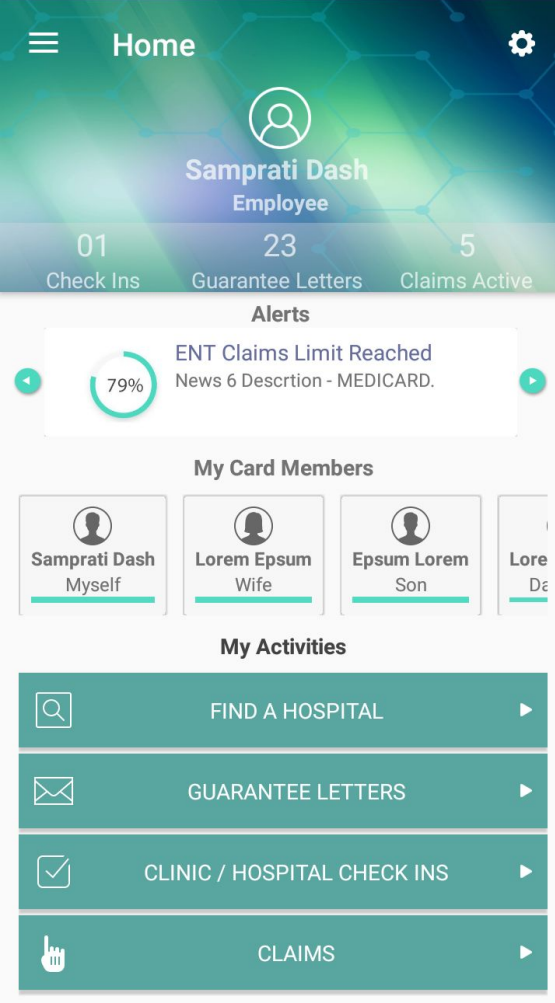 Home
Samprati Dash
Employee
01 23 5
Check Ins Guarantee Letters Claims Active
Alerts
79%
ENT Claims Limit Reached
News 6 Descrtion - MEDICARD.
My Card Members
Samprati Dash Lorem Epsum Epsum Lorem Lore
Myself Wife Son Da
My Activities
FIND A HOSPITAL
GUARANTEE LETTERS
CLINIC / HOSPITAL CHECK INS
CLAIMS